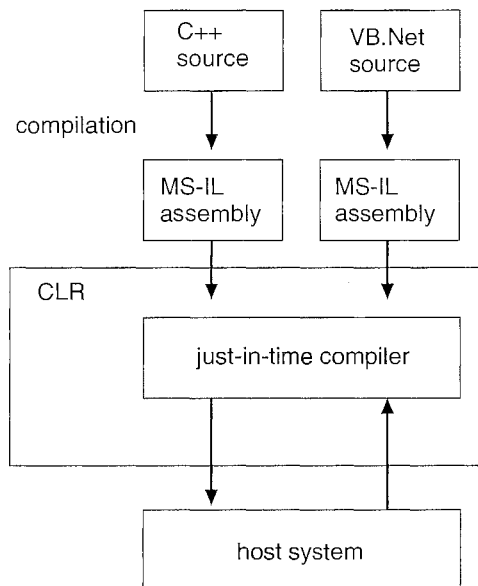 C++
source
VB.Net
source
compilation
MS-IL
assembly
MS-IL
assembly
CLR
just-in-time compiler
host system